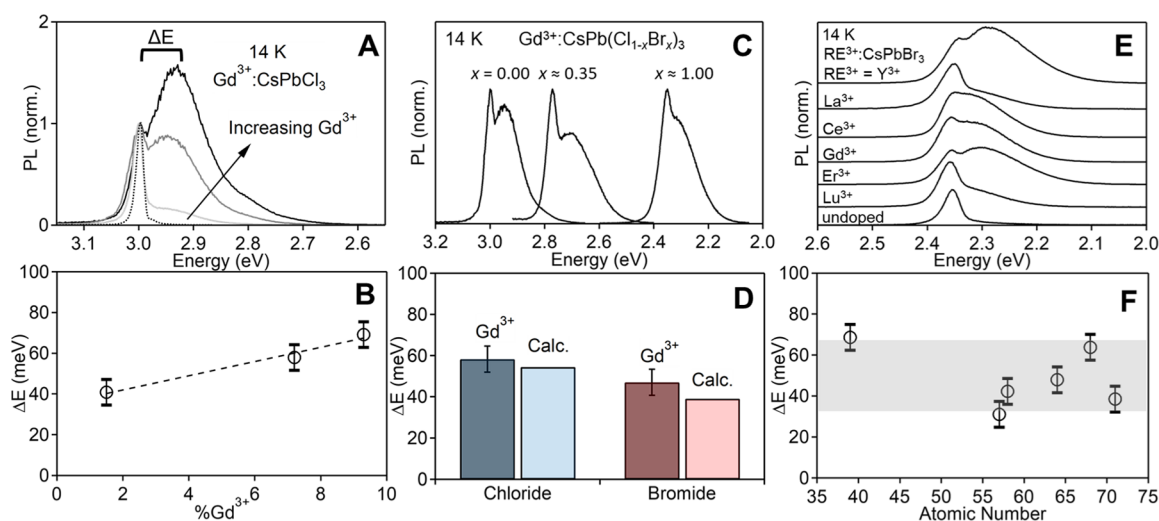 A
ΔE
14 K
Gd³⁺:CsPbCl₃
Increasing Gd³⁺
PL (norm.)
2
1
0
3.1 3.0 2.9 2.8 2.7 2.6
Energy (eV)
C
14 K Gd³⁺:CsPb(Cl₁₋ₓBrₓ)₃
x = 0.00 x ≈ 0.35 x ≈ 1.00
PL (norm.)
3.2 3.0 2.8 2.6 2.4 2.2 2.0
Energy (eV)
E
14 K
RE³⁺:CsPbBr₃
RE³⁺ = Y³⁺
La³⁺
Ce³⁺
Gd³⁺
Er³⁺
Lu³⁺
undoped
PL (norm.)
2.6 2.5 2.4 2.3 2.2 2.1 2.0
Energy (eV)
B
ΔE (meV)
100
80
60
40
20
0
0 2 4 6 8 10
%Gd³⁺
D
ΔE (meV)
100
80
60
40
20
0
Gd³⁺
Calc.
Gd³⁺
Calc.
Chloride Bromide
F
ΔE (meV)
100
80
60
40
20
0
35 40 45 50 55 60 65 70 75
Atomic Number